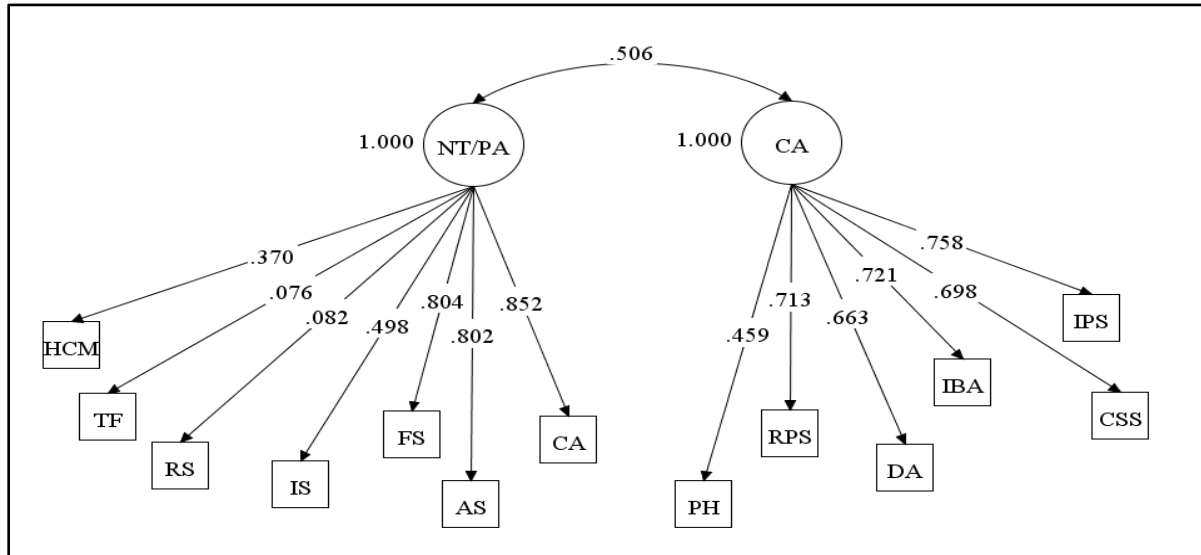 .506
1.000
NT/PA
1.000
CA
.370
.076
.082
.498
.804
.802
.852
.459
.713
.663
.721
.698
.758
HCM
TF
RS
IS
FS
AS
CA
PH
RPS
DA
IBA
CSS
IPS